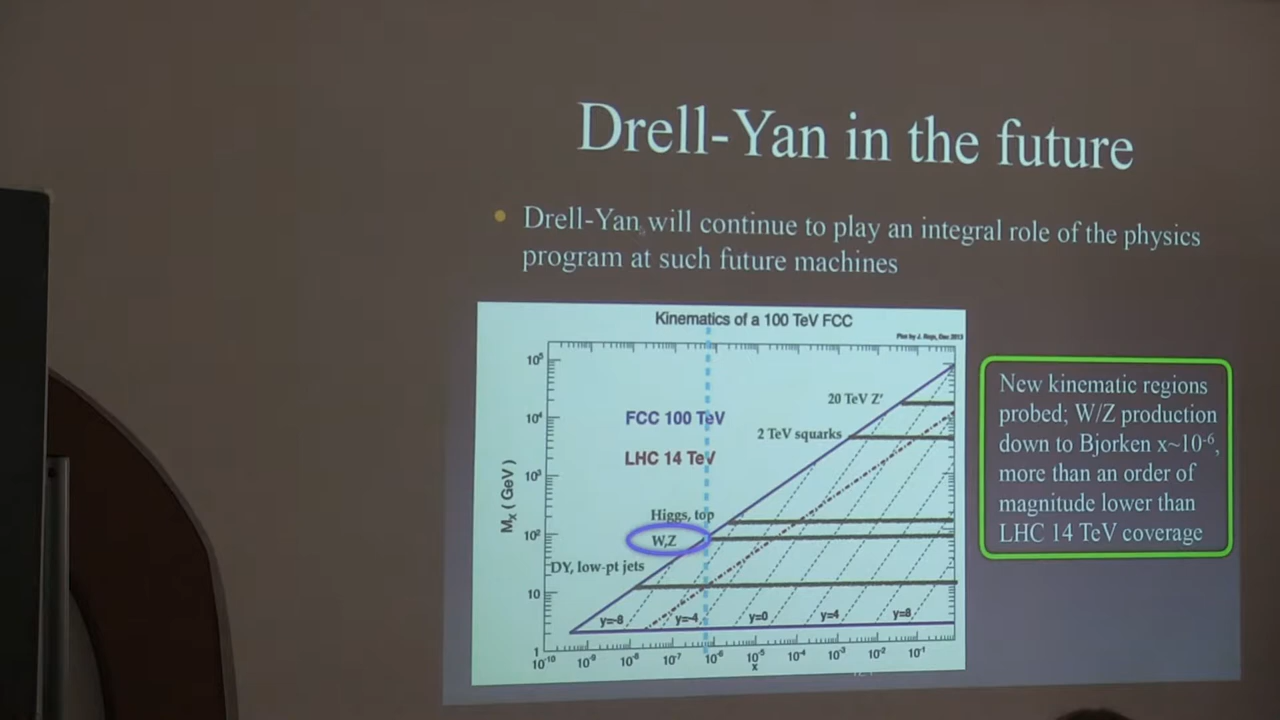 Drell-Yan in the future
Drell-Yan will continue to play an integral role of the physics
program at such future machines
Kinematics of a 100 TeV FCC
Plot by J. Rojo, Dec 2013
10⁵
20 TeV Z'
FCC 100 TeV
10⁴
2 TeV squarks
LHC 14 TeV
10³
Mₓ ( GeV )
Higgs, top
10²
W,Z
DY, low-pt jets
10
y=-8 y=-4 y=0 y=4 y=8
1
10⁻¹⁰ 10⁻⁹ 10⁻⁸ 10⁻⁷ 10⁻⁶ 10⁻⁵ 10⁻⁴ 10⁻³ 10⁻² 10⁻¹
x
New kinematic regions
probed; W/Z production
down to Bjorken x~10⁻⁶,
more than an order of
magnitude lower than
LHC 14 TeV coverage